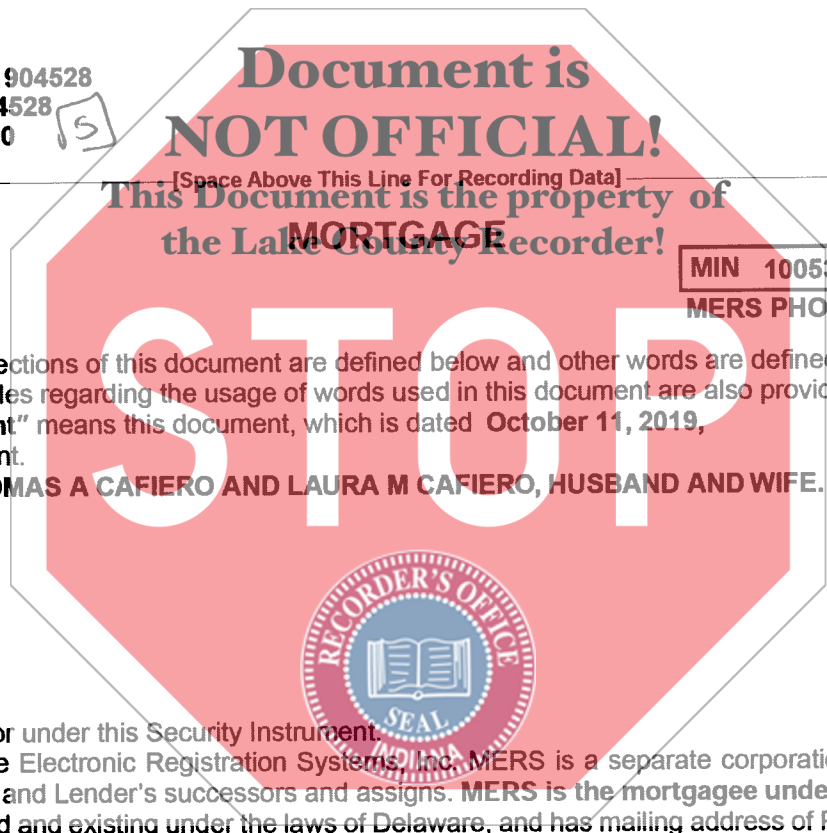 904528
4528
0 S
Document is
NOT OFFICIAL!
[Space Above This Line For Recording Data]
This Document is the property of
MORTGAGE
the Lake County Recorder!
MIN 1005
MERS PHO
ections of this document are defined below and other words are define
les regarding the usage of words used in this document are also provi
t" means this document, which is dated October 11, 2019,
nt.
OMAS A CAFIERO AND LAURA M CAFIERO, HUSBAND AND WIFE.
STOP
RECORDER'S OFFICE
SEAL
INDIANA
or under this Security Instrument.
e Electronic Registration Systems, Inc. MERS is a separate corporati
and Lender's successors and assigns. MERS is the mortgagee unde
d and existing under the laws of Delaware, and has mailing address of